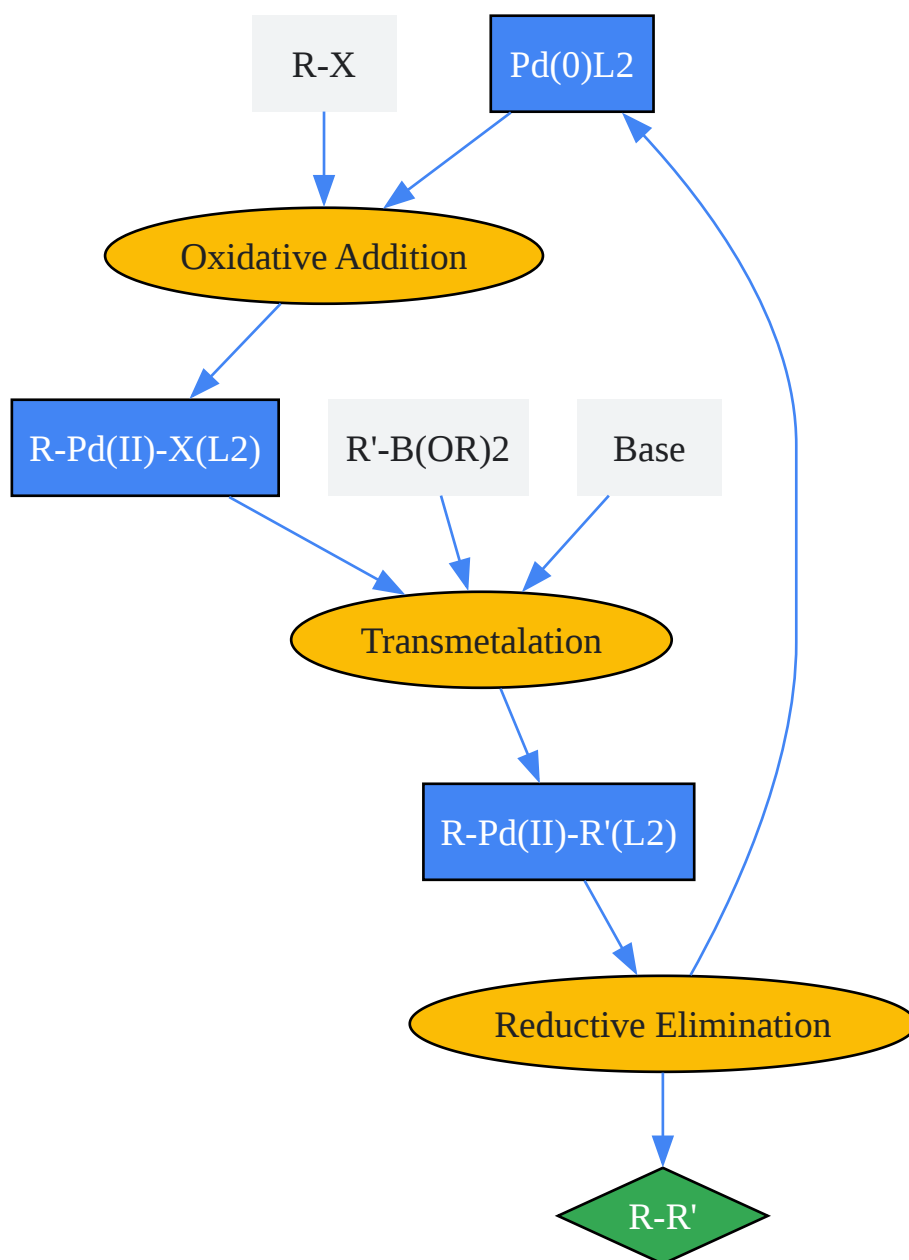 R-X
Pd(0)L2
Oxidative Addition
R-Pd(II)-X(L2)
R'-B(OR)2
Base
Transmetalation
R-Pd(II)-R'(L2)
Reductive Elimination
R-R'